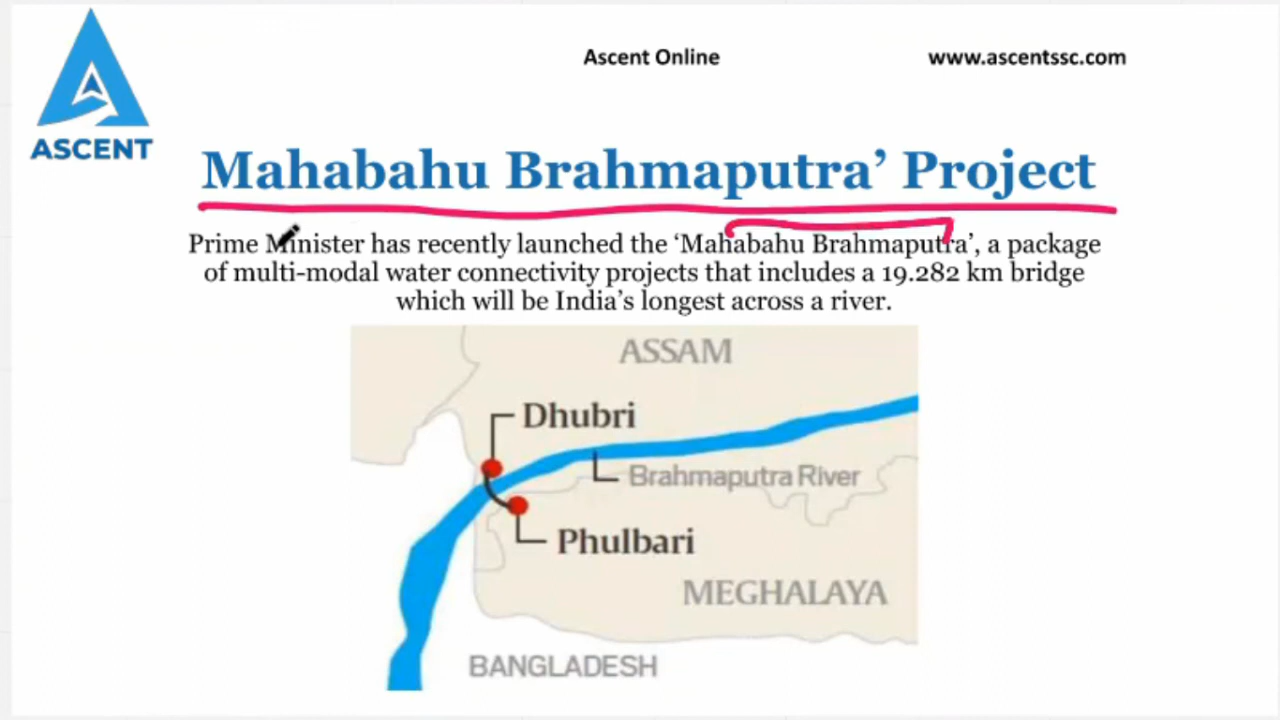 Ascent Online
www.ascentssc.com
ASCENT
Mahabahu Brahmaputra’ Project
Prime Minister has recently launched the ‘Mahabahu Brahmaputra’, a package
of multi-modal water connectivity projects that includes a 19.282 km bridge
which will be India’s longest across a river.
ASSAM
Dhubri
Brahmaputra River
Phulbari
MEGHALAYA
BANGLADESH